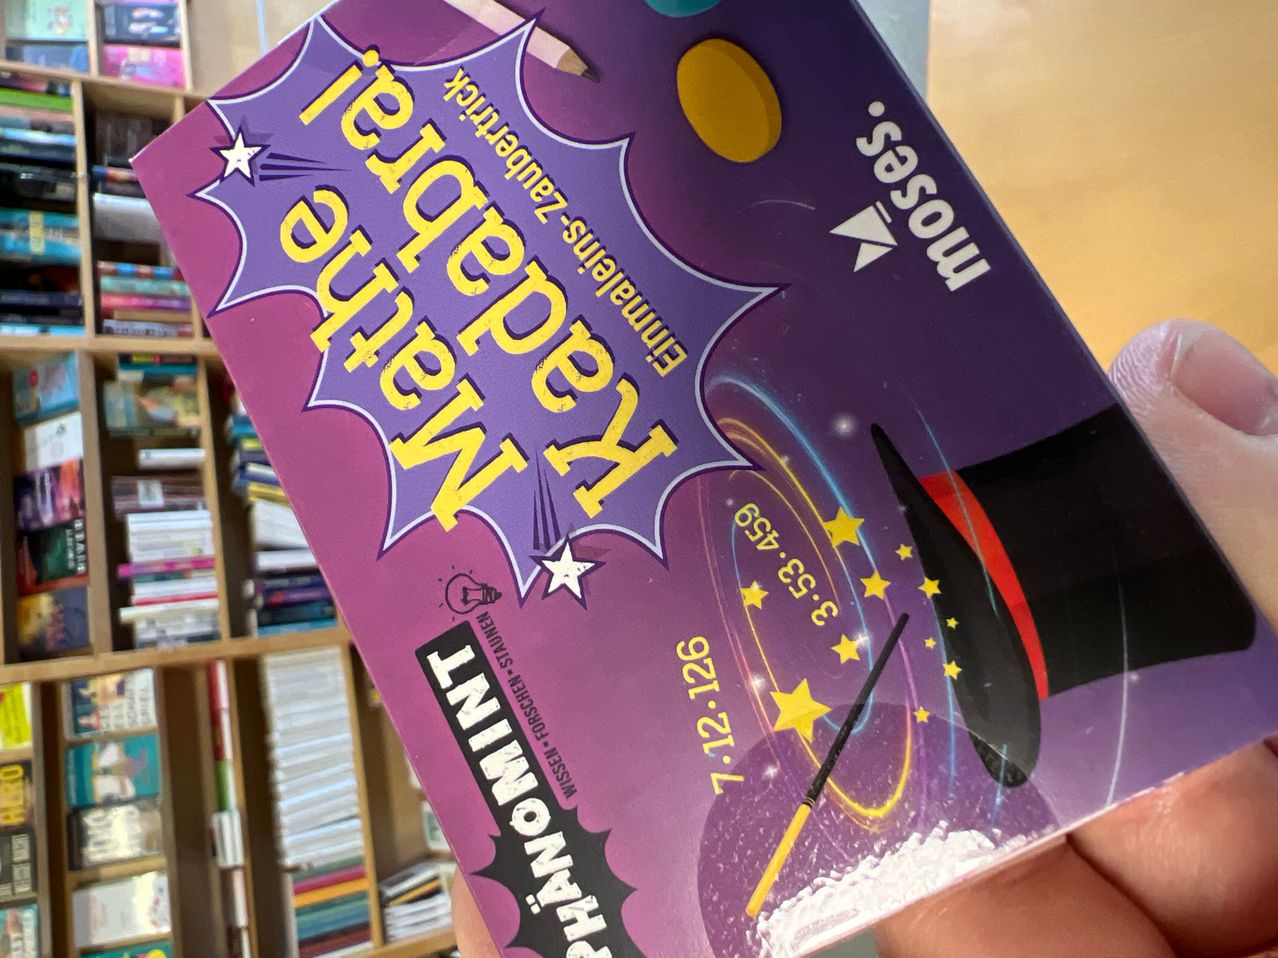 PHÄNOMINT
WISSEN • FORSCHEN • STAUNEN
Mathe
Kadabra!
Einmaleins-Zaubertrick
7·12·126
3·53·459
moses.